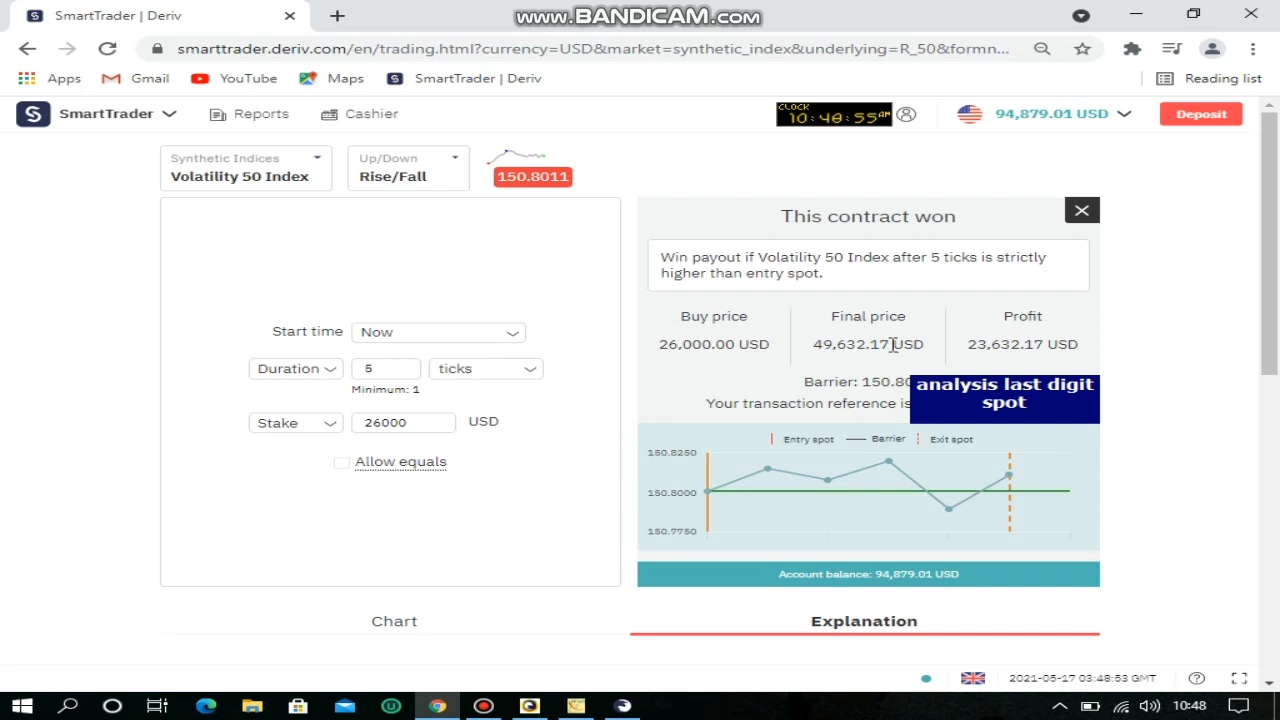 SmartTrader | Deriv
www.BANDICAM.com
smarttrader.deriv.com/en/trading.html?currency=USD&market=synthetic_index&underlying=R_50&formn...
Apps
Gmail
YouTube
Maps
SmartTrader | Deriv
Reading list
SmartTrader
Reports
Cashier
CLOCK
10:48:55 AM
94,879.01 USD
Deposit
Synthetic Indices
Volatility 50 Index
Up/Down
Rise/Fall
150.8011
This contract won
Win payout if Volatility 50 Index after 5 ticks is strictly
higher than entry spot.
Start time
Now
Duration
5
ticks
Minimum: 1
Stake
26000
USD
Allow equals
Buy price
Final price
Profit
26,000.00 USD
49,632.17 USD
23,632.17 USD
Barrier: 150.80
Your transaction reference is
analysis last digit
spot
Entry spot
Barrier
Exit spot
150.8250
150.8000
150.7750
Account balance: 94,879.01 USD
Chart
Explanation
2021-05-17 03:48:53 GMT
10:48